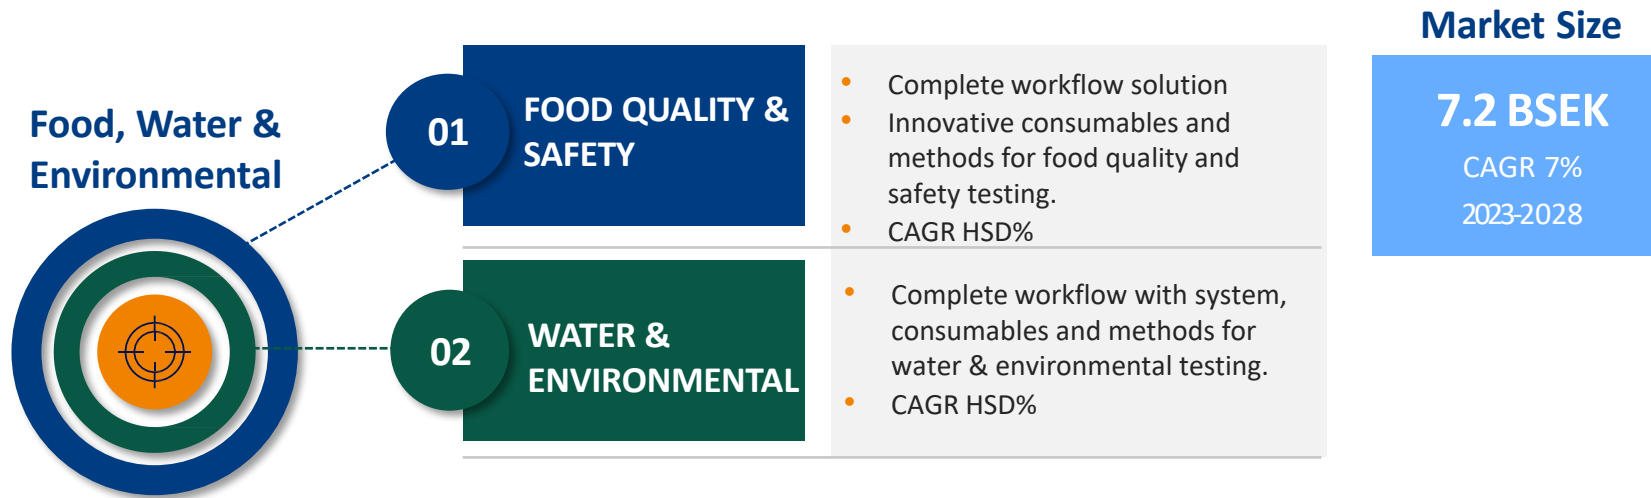 Food, Water &
Environmental
01
FOOD QUALITY &
SAFETY
• Complete workflow solution
• Innovative consumables and
methods for food quality and
safety testing.
• CAGR HSD%
02
WATER &
ENVIRONMENTAL
• Complete workflow with system,
consumables and methods for
water & environmental testing.
• CAGR HSD%
Market Size
7.2 BSEK
CAGR 7%
2023-2028